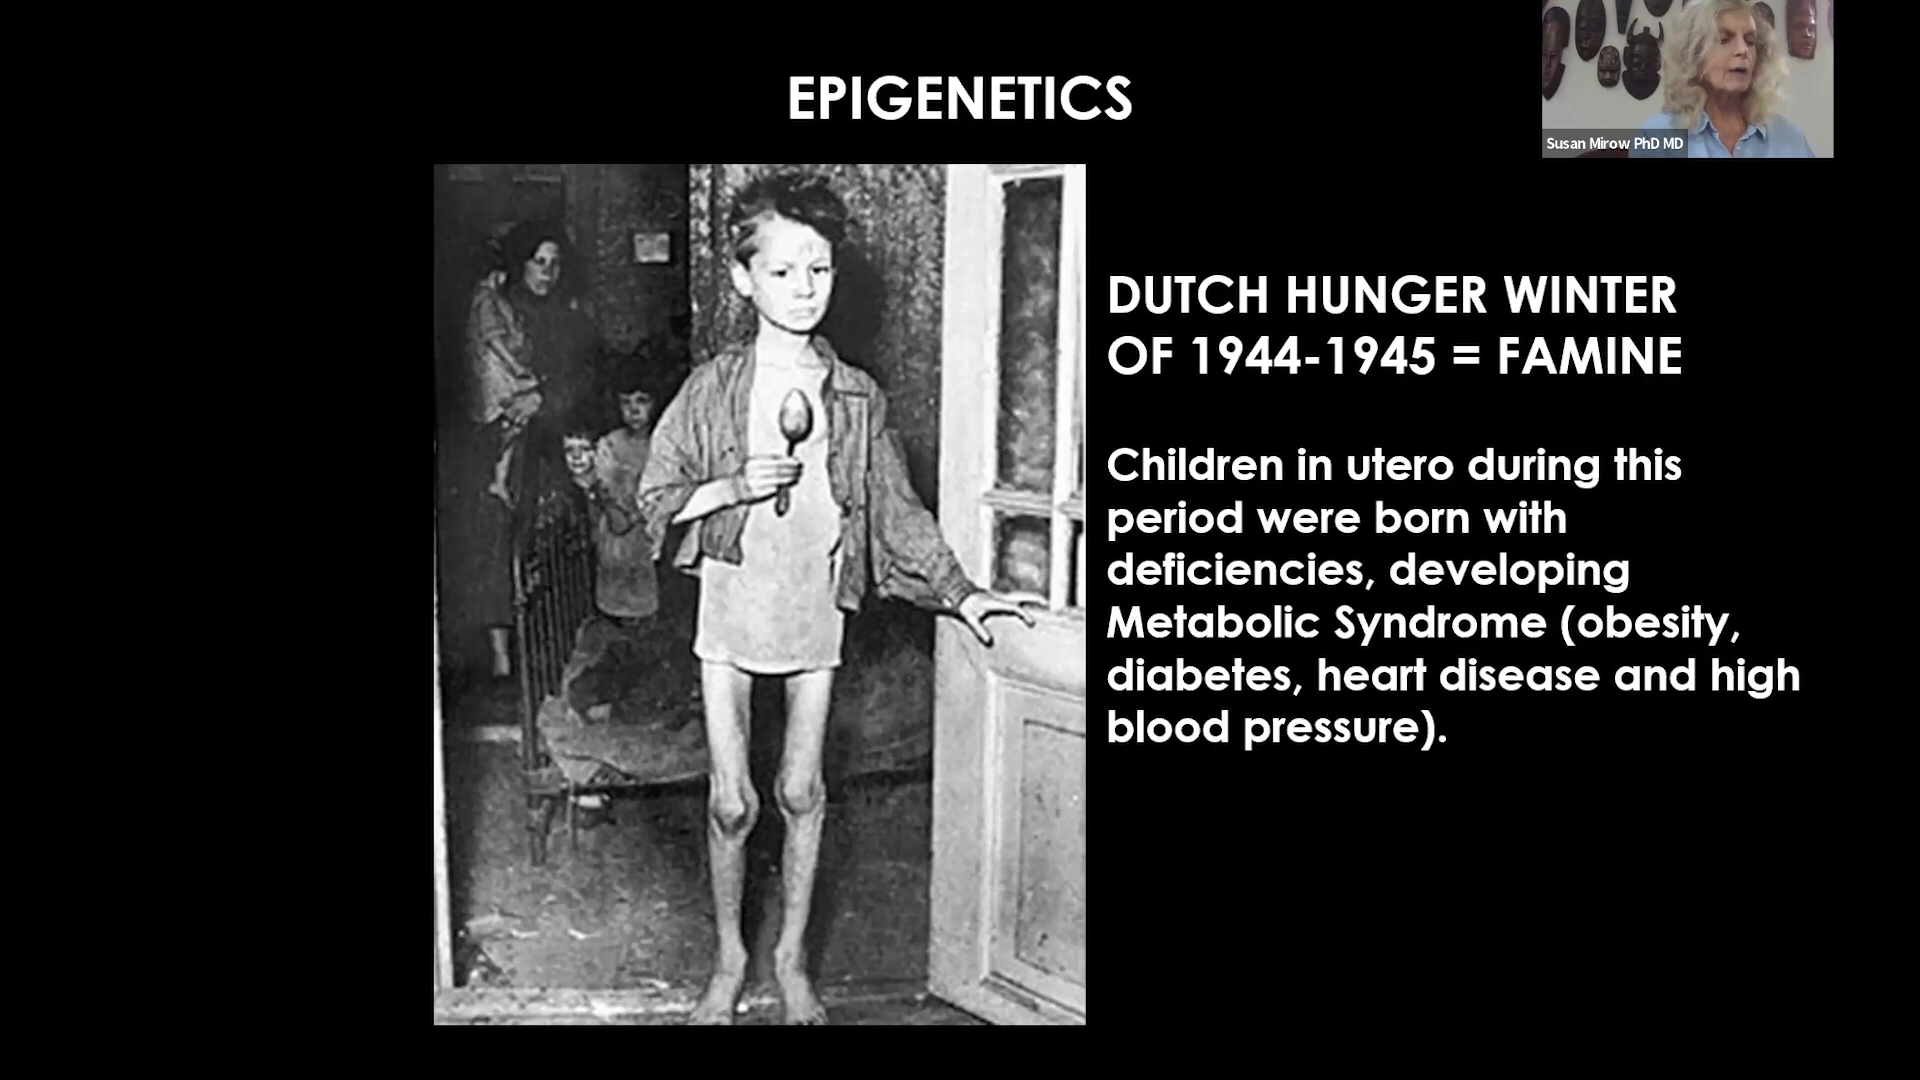 EPIGENETICS
Susan Mirow PhD MD
DUTCH HUNGER WINTER
OF 1944-1945 = FAMINE
Children in utero during this
period were born with
deficiencies, developing
Metabolic Syndrome (obesity,
diabetes, heart disease and high
blood pressure).